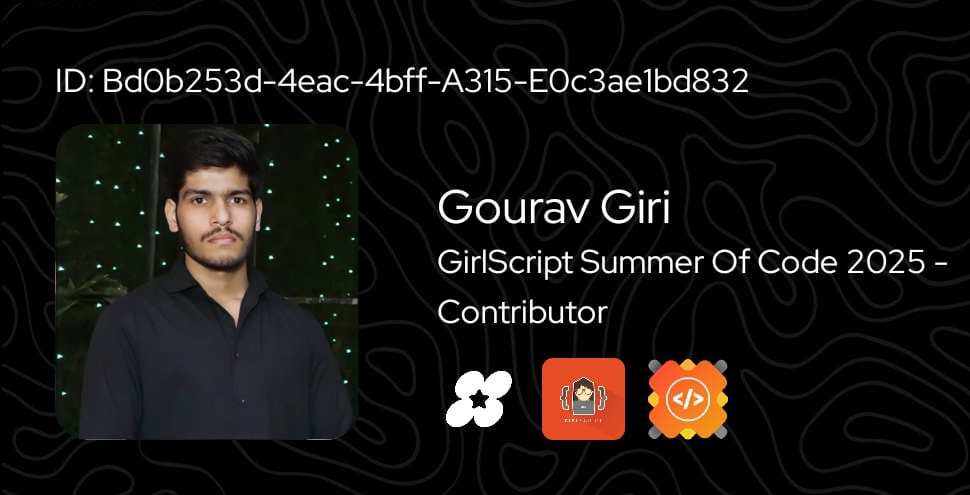 ID: Bd0b253d-4eac-4bff-A315-E0c3ae1bd832
Gourav Giri
GirlScript Summer Of Code 2025 -
Contributor